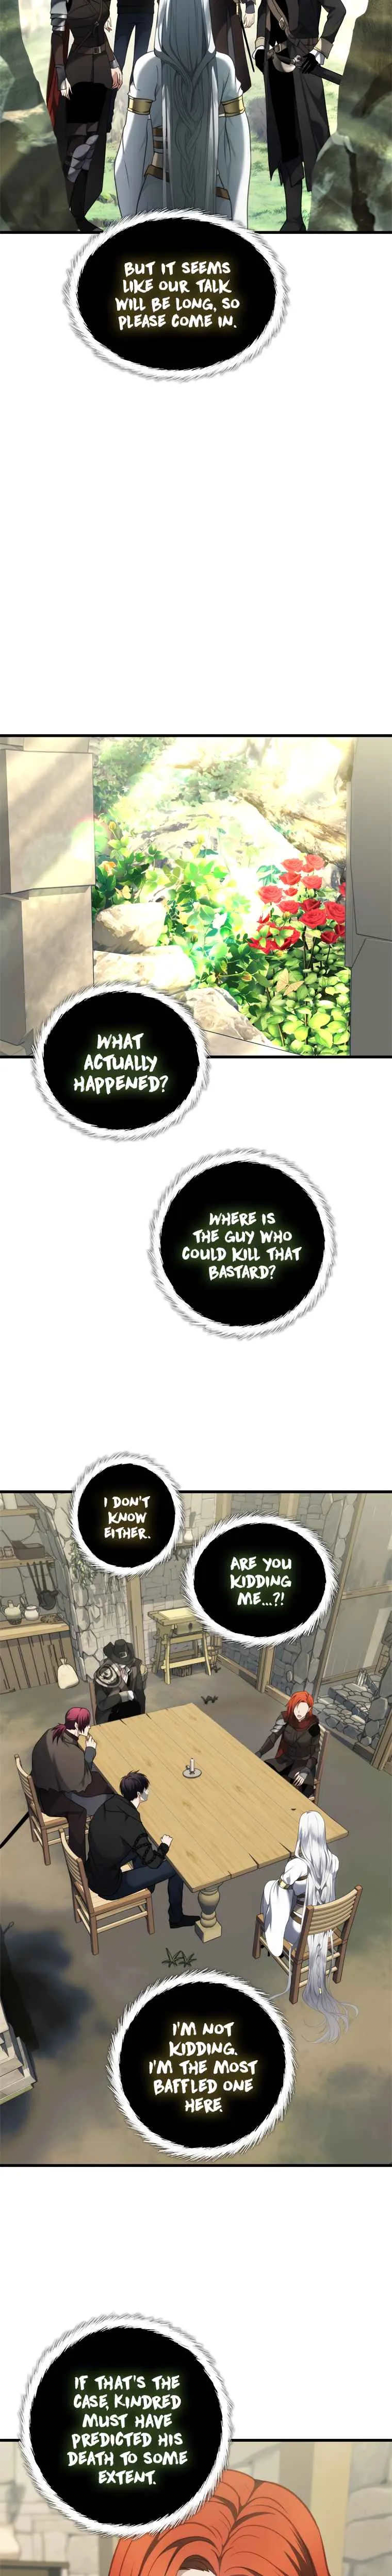 BUT IT SEEMS
LIKE OUR TALK
WILL BE LONG, SO
PLEASE COME IN.
WHAT
ACTUALLY
HAPPENED?
WHERE IS
THE GUY WHO
COULD KILL THAT
BASTARD?
I DON'T
KNOW
EITHER.
ARE YOU
KIDDING
ME...?!
I'M NOT
KIDDING.
I'M THE MOST
BAFFLED ONE
HERE.
IF THAT'S THE
CASE, KINDRED
MUST HAVE
PREDICTED HIS
DEATH TO SOME
EXTENT.